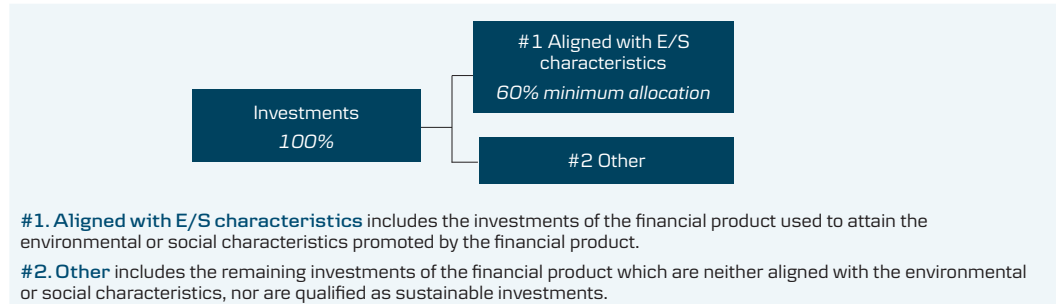 #1 Aligned with E/S
characteristics
60% minimum allocation
Investments
100%
#2 Other
#1. Aligned with E/S characteristics includes the investments of the financial product used to attain the
environmental or social characteristics promoted by the financial product.
#2. Other includes the remaining investments of the financial product which are neither aligned with the environmental
or social characteristics, nor are qualified as sustainable investments.